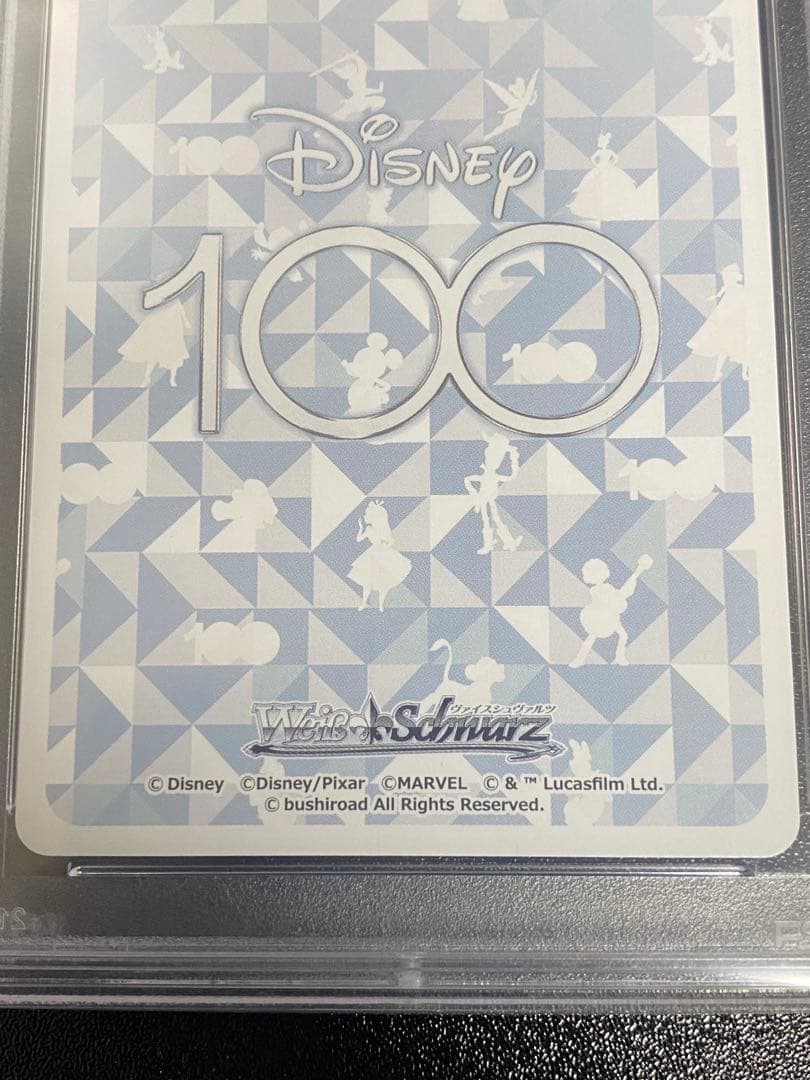 100
Disney
100
100
100
100
100
ヴァイスシュヴァルツ
Weiß Schwarz
© Disney ©Disney/Pixar ©MARVEL © & ™ Lucasfilm Ltd.
© bushiroad All Rights Reserved.